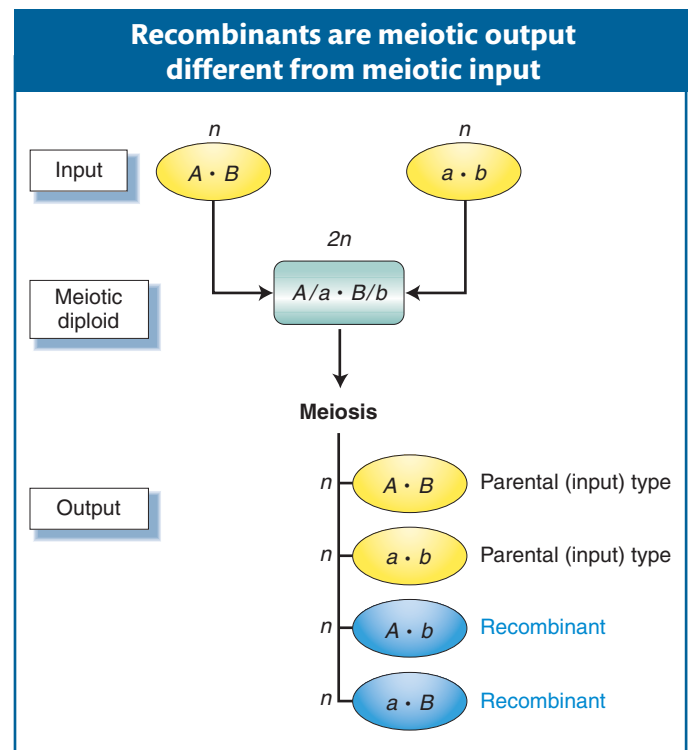 Recombinants are meiotic output
different from meiotic input
n n
Input
A • B a • b
2n
Meiotic
diploid
A/a • B/b
Meiosis
Output
n A • B Parental (input) type
n a • b Parental (input) type
n A • b Recombinant
n a • B Recombinant